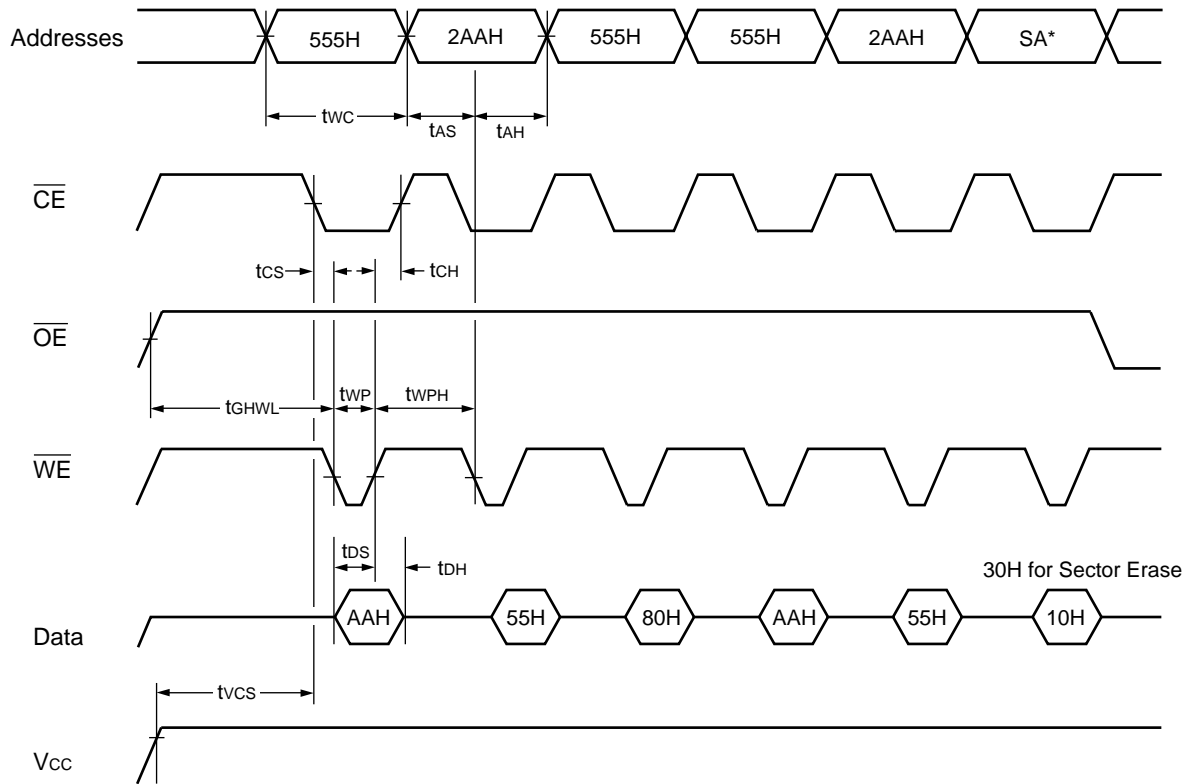 Addresses 555H 2AAH 555H 555H 2AAH SA*
tWC tAS tAH
CE
tCS tCH
OE
tGHWL tWP tWPH
WE
tDS tDH
30H for Sector Erase
Data AAH 55H 80H AAH 55H 10H
tVCS
VCC